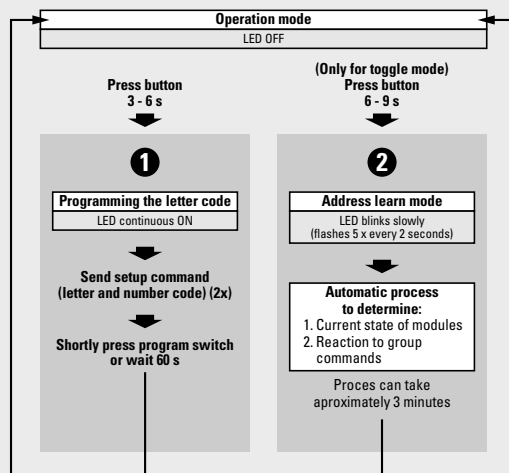 Operation mode
LED OFF
Press button
3 - 6 s
1
Programming the letter code
LED continuous ON
Send setup command
(letter and number code) (2x)
Shortly press program switch
or wait 60 s
(Only for toggle mode)
Press button
6 - 9 s
2
Address learn mode
LED blinks slowly
(flashes 5 x every 2 seconds)
Automatic process
to determine:
1. Current state of modules
2. Reaction to group
commands
Proces can take
aproximately 3 minutes